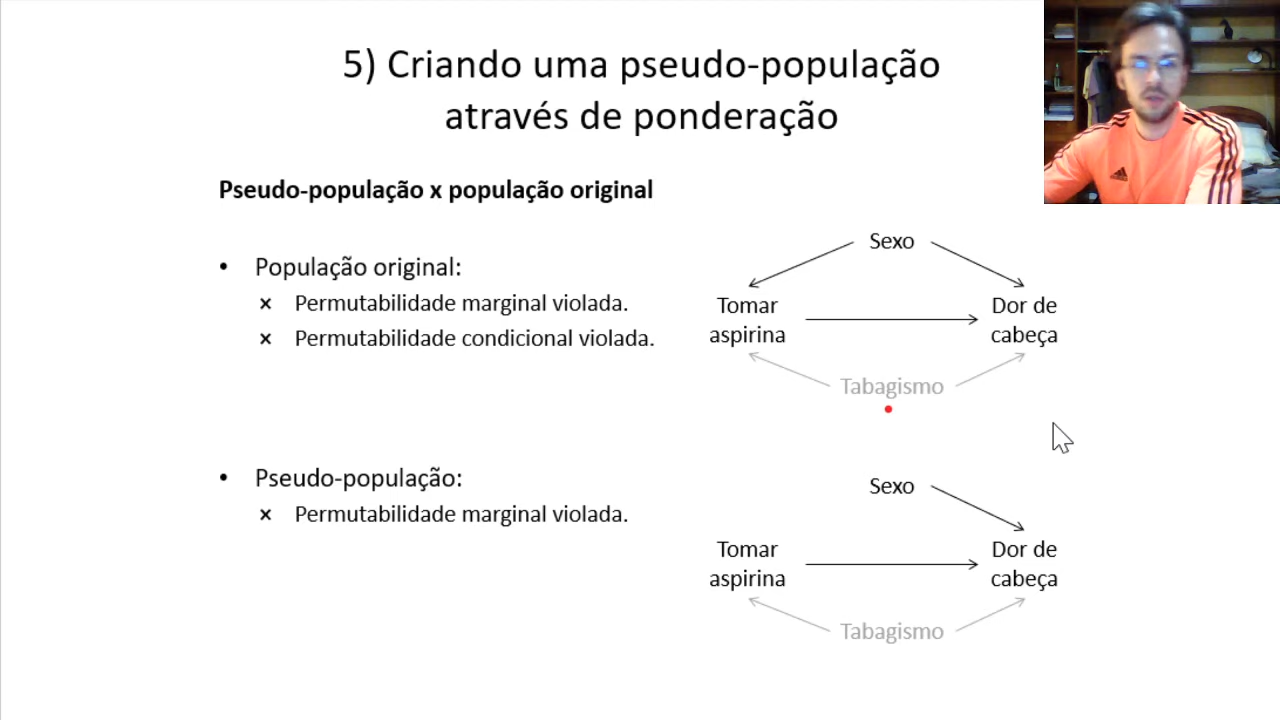 5) Criando uma pseudo-população
através de ponderação
Pseudo-população x população original
• População original:
× Permutabilidade marginal violada.
× Permutabilidade condicional violada.
Sexo
Tomar
aspirina
Dor de
cabeça
Tabagismo
• Pseudo-população:
× Permutabilidade marginal violada.
Sexo
Tomar
aspirina
Dor de
cabeça
Tabagismo